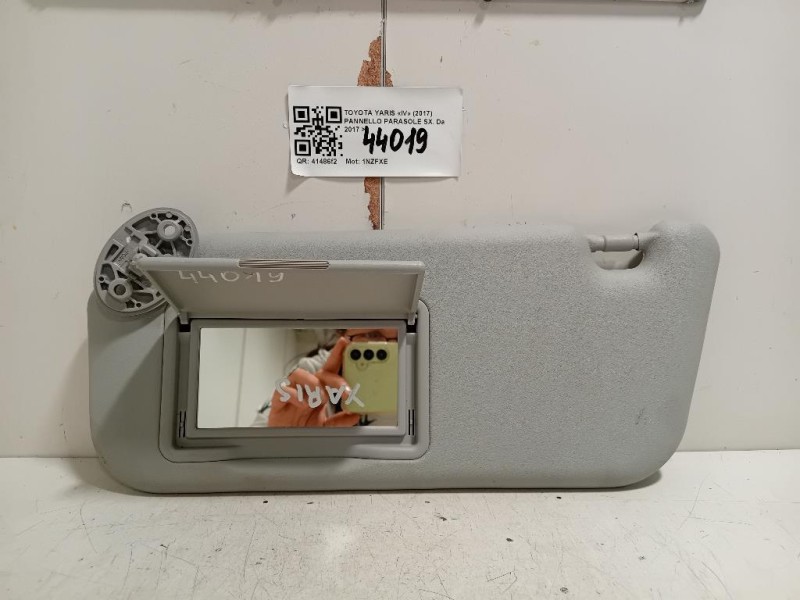 TOYOTA YARIS «IV» (2017)
PANNELLO PARASOLE SX. Da
2017 >
44019
QR: 41486f2 Mot: 1NZFXE
44019
YARIS